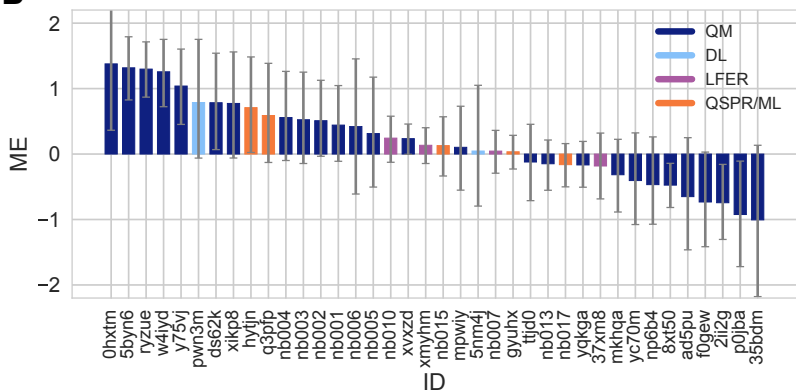 2
1
0
−1
−2
ME
QM
DL
LFER
QSPR/ML
0hxtm
5byn6
ryzue
w4iyd
y75vj
pwn3m
ds62k
xikp8
hytjn
q3pfp
nb004
nb003
nb002
nb001
nb006
nb005
nb010
xvxzd
xmyhm
nb015
mpwiy
5nm4j
nb007
gyuhx
ttjd0
nb013
nb017
yqkga
37xm8
mkhqa
yc70m
np6b4
8xt50
ad5pu
f0gew
2ii2g
p0jba
35bdm
ID